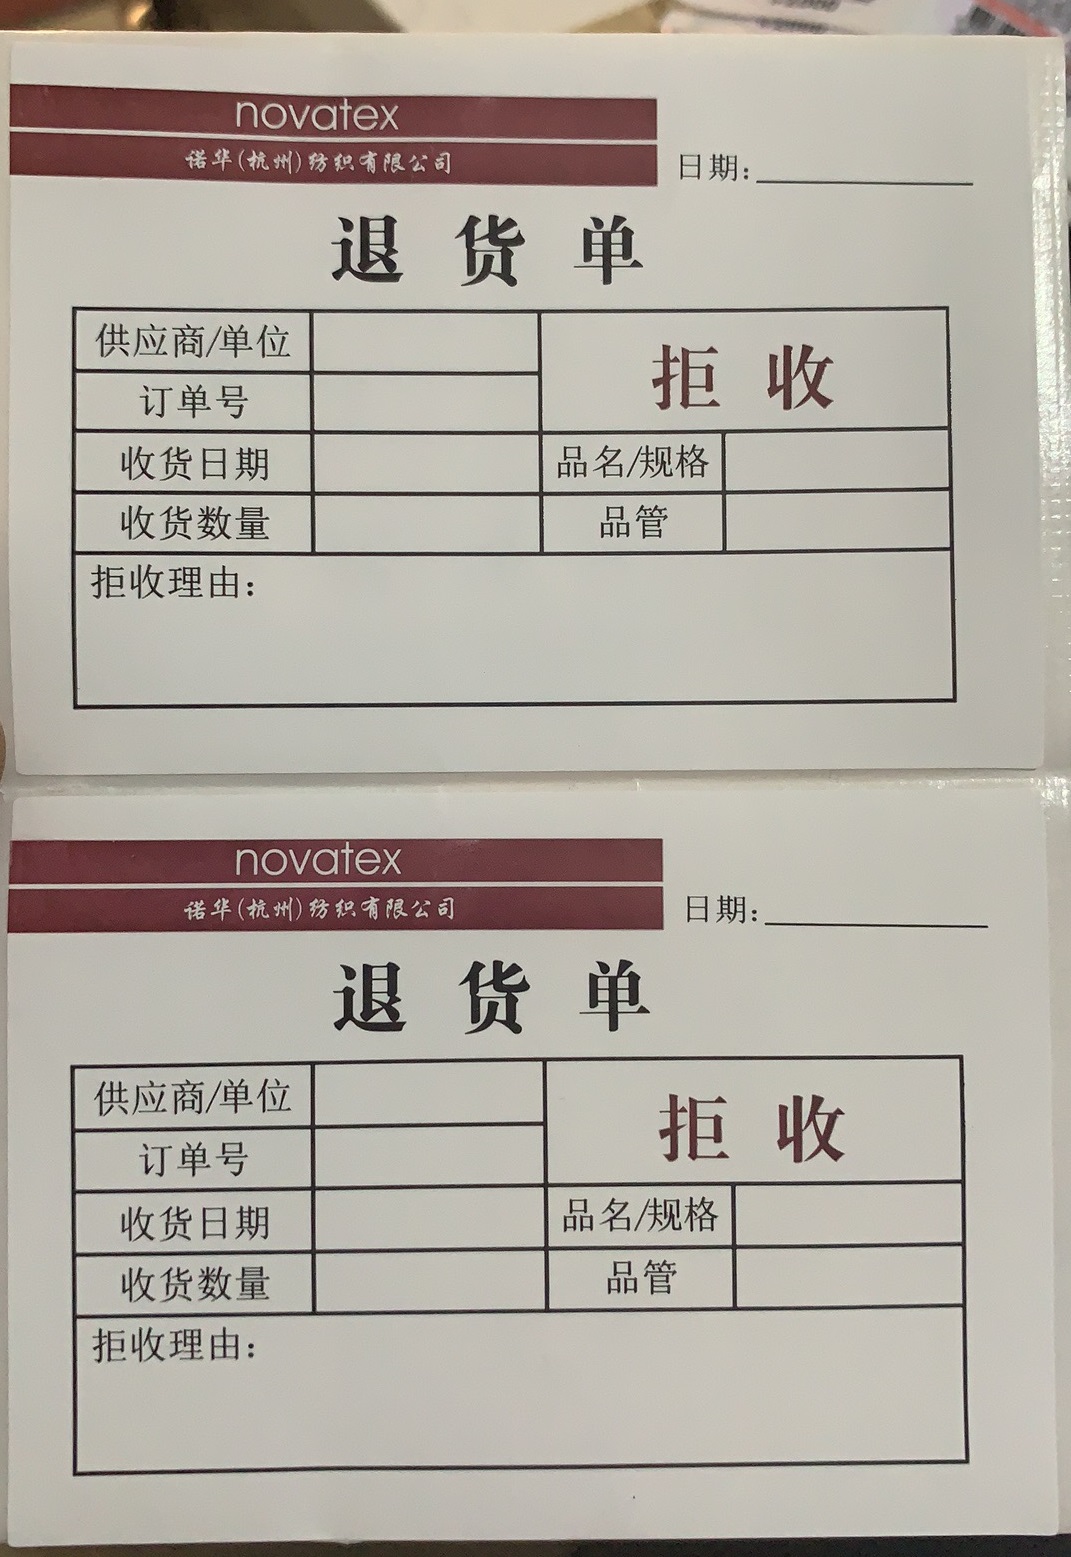 novatex
诺华(杭州)纺织有限公司
日期:
退货单
供应商/单位
拒收
订单号
收货日期 品名/规格
收货数量 品管
拒收理由:
novatex
诺华(杭州)纺织有限公司
日期:
退货单
供应商/单位
拒收
订单号
收货日期 品名/规格
收货数量 品管
拒收理由: